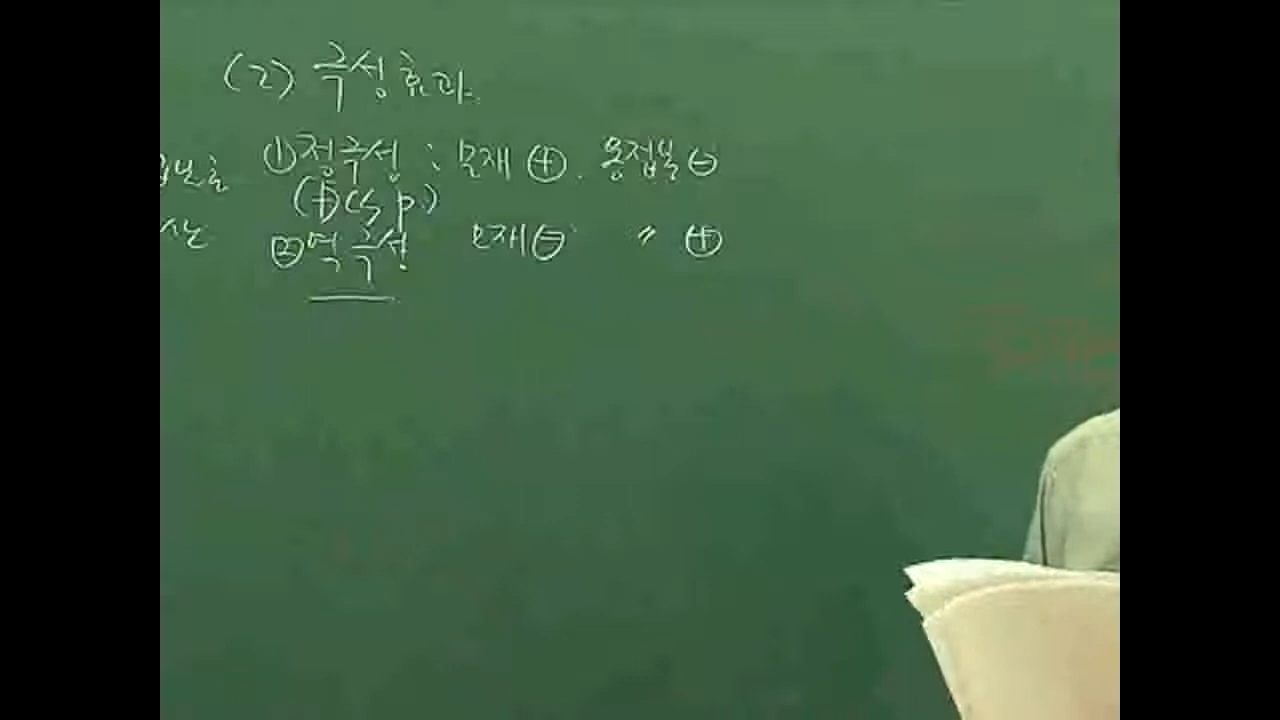 (2) 극성효과
①정극성 : 모재 ⊕. 용접봉 ⊖
②역극성 모재 ⊖ 〃 ⊕